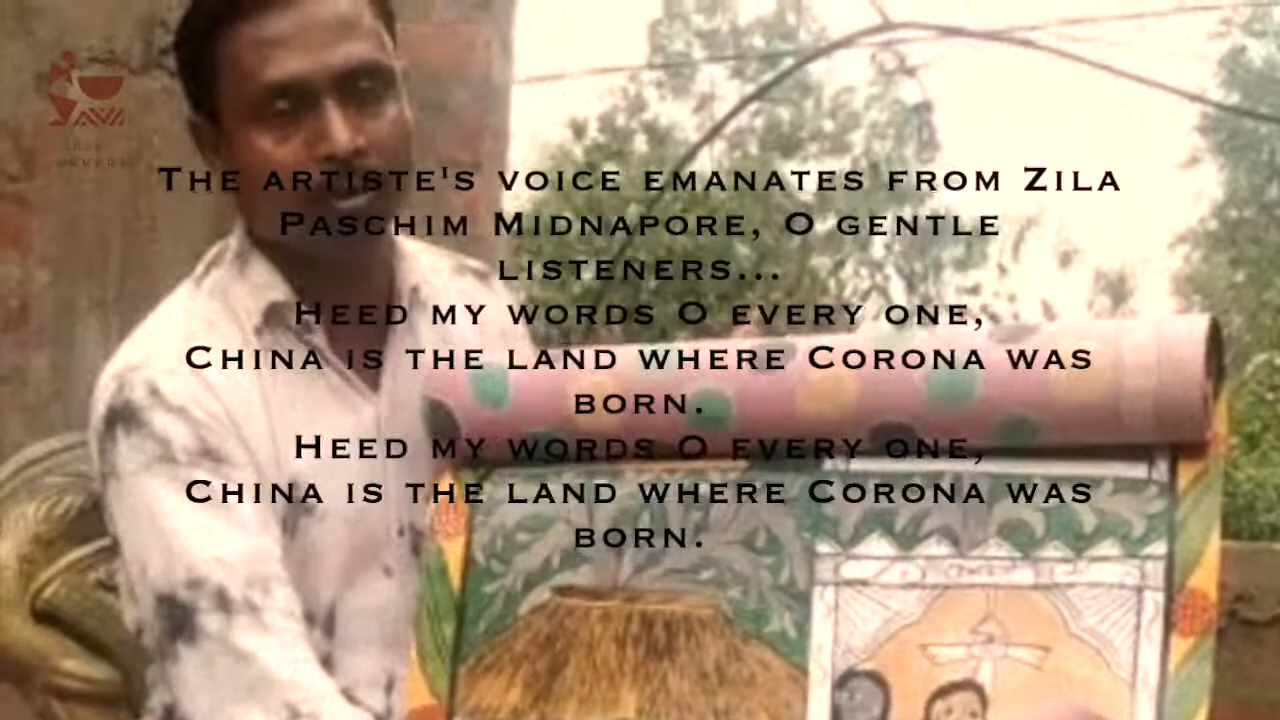 The artiste's voice emanates from Zila
Paschim Midnapore, O gentle
listeners...
Heed my words O every one,
China is the land where Corona was
born.
Heed my words O every one,
China is the land where Corona was
born.